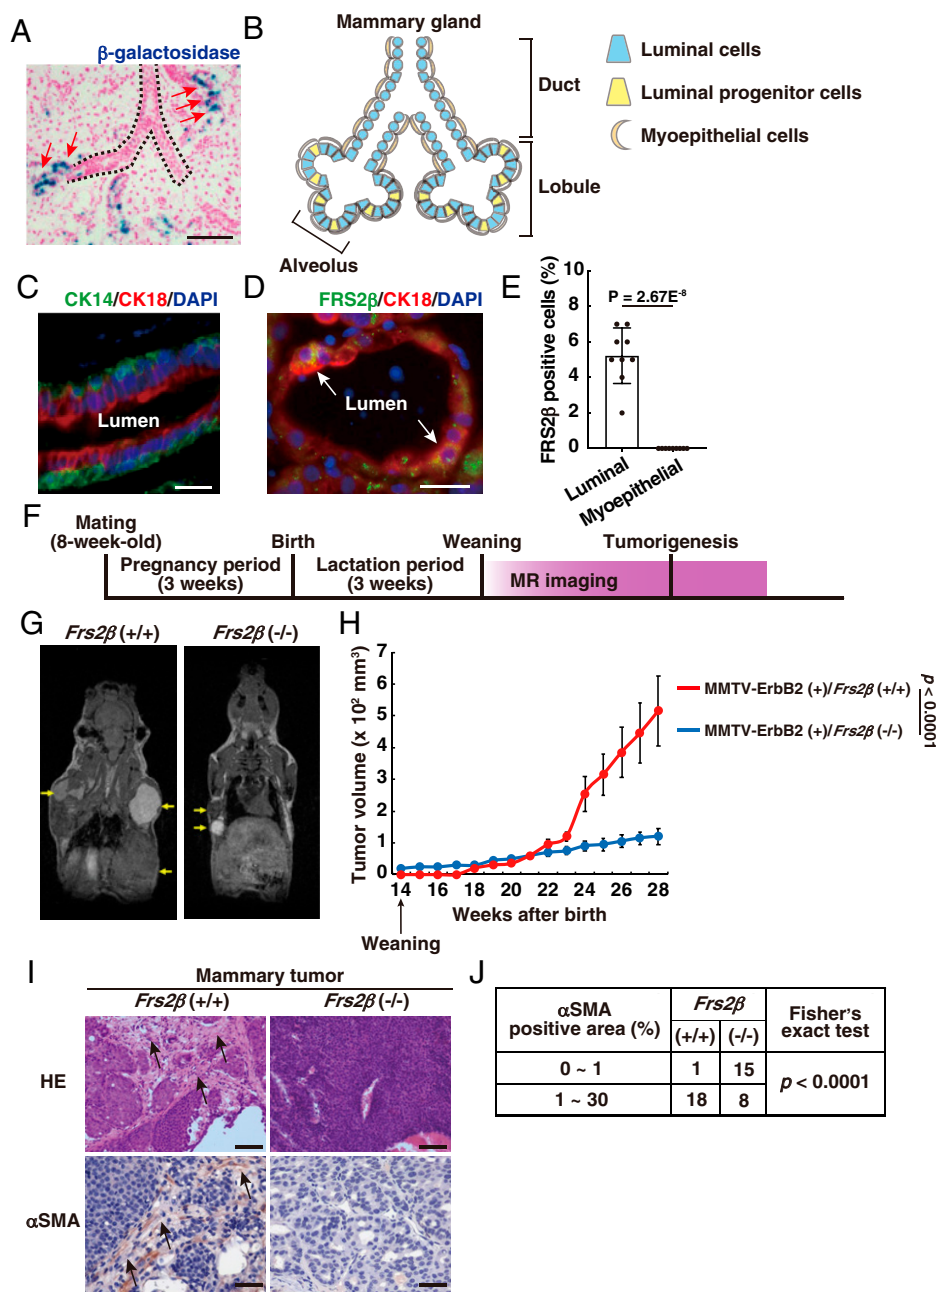 A
β-galactosidase
B
Mammary gland
Duct
Lobule
Alveolus
Luminal cells
Luminal progenitor cells
Myoepithelial cells
C
CK14/CK18/DAPI
Lumen
D
FRS2β/CK18/DAPI
Lumen
E
FRS2β positive cells (%)
8
6
4
2
0
P = 2.67E-8
Luminal
Myoepithelial
F
Mating
(8-week-old)
Birth
Weaning
Tumorigenesis
Pregnancy period
(3 weeks)
Lactation period
(3 weeks)
MR imaging
G
Frs2β (+/+)
Frs2β (-/-)
H
Tumor volume (x 10² mm³)
7
6
5
4
3
2
1
0
14 16 18 20 22 24 26 28
Weeks after birth
Weaning
MMTV-ErbB2 (+)/Frs2β (+/+)
MMTV-ErbB2 (+)/Frs2β (-/-)
p < 0.0001
I
Mammary tumor
Frs2β (+/+)
Frs2β (-/-)
HE
αSMA
J
αSMA
positive area (%)
Frs2β
(+/+) (-/-)
Fisher's
exact test
0 ~ 1 1 15
1 ~ 30 18 8
p < 0.0001